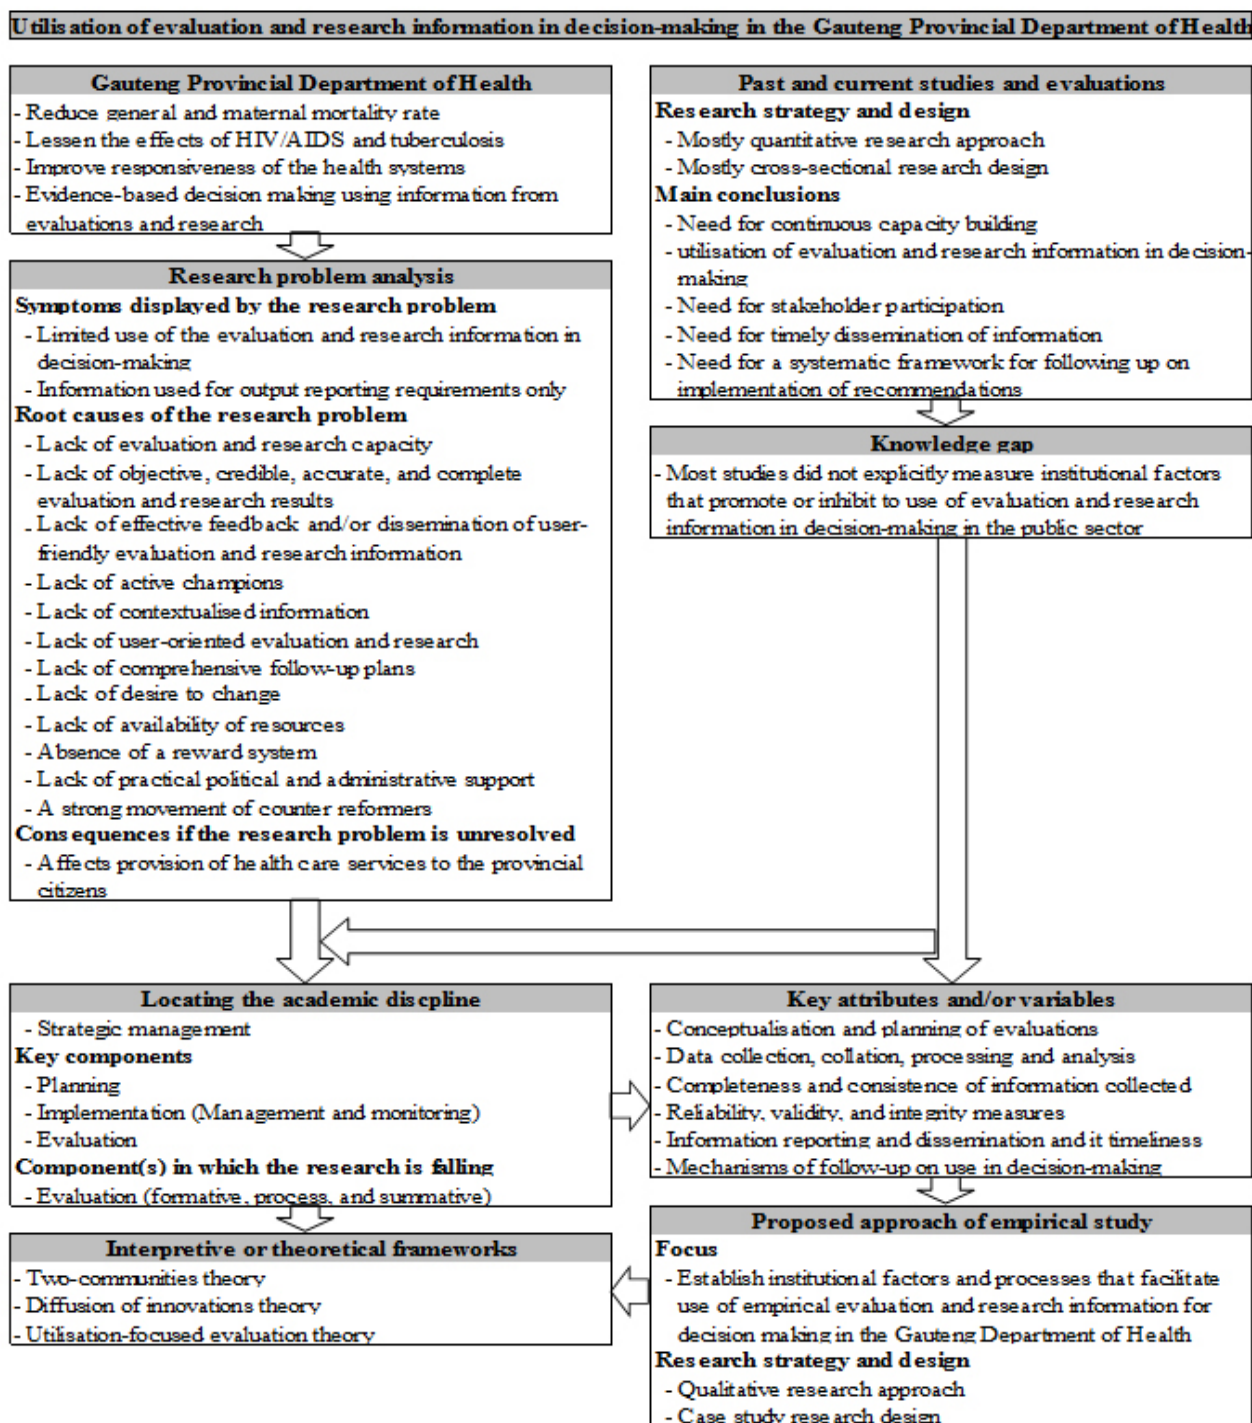 Utilisation of evaluation and research information in decision-making in the Gauteng Provincial Department of Health
Gauteng Provincial Department of Health
- Reduce general and maternal mortality rate
- Lessen the effects of HIV/AIDS and tuberculosis
- Improve responsiveness of the health systems
- Evidence-based decision making using information from
evaluations and research
Research problem analysis
Symptoms displayed by the research problem
- Limited use of the evaluation and research information in
decision-making
- Information used for output reporting requirements only
Root causes of the research problem
- Lack of evaluation and research capacity
- Lack of objective, credible, accurate, and complete
evaluation and research results
- Lack of effective feedback and/or dissemination of user-
friendly evaluation and research information
- Lack of active champions
- Lack of contextualised information
- Lack of user-oriented evaluation and research
- Lack of comprehensive follow-up plans
- Lack of desire to change
- Lack of availability of resources
- Absence of a reward system
- Lack of practical political and administrative support
- A strong movement of counter reformers
Consequences if the research problem is unresolved
- Affects provision of health care services to the provincial
citizens
Past and current studies and evaluations
Research strategy and design
- Mostly quantitative research approach
- Mostly cross-sectional research design
Main conclusions
- Need for continuous capacity building
- utilisation of evaluation and research information in decision-
making
- Need for stakeholder participation
- Need for timely dissemination of information
- Need for a systematic framework for following up on
implementation of recommendations
Knowledge gap
- Most studies did not explicitly measure institutional factors
that promote or inhibit to use of evaluation and research
information in decision-making in the public sector
Locating the academic discpline
- Strategic management
Key components
- Planning
- Implementation (Management and monitoring)
- Evaluation
Component(s) in which the research is falling
- Evaluation (formative, process, and summative)
Key attributes and/or variables
- Conceptualisation and planning of evaluations
- Data collection, collation, processing and analysis
- Completeness and consistence of information collected
- Reliability, validity, and integrity measures
- Information reporting and dissemination and it timeliness
- Mechanisms of follow-up on use in decision-making
Interpretive or theoretical frameworks
- Two-communities theory
- Diffusion of innovations theory
- Utilisation-focused evaluation theory
Proposed approach of empirical study
Focus
- Establish institutional factors and processes that facilitate
use of empirical evaluation and research information for
decision making in the Gauteng Department of Health
Research strategy and design
- Qualitative research approach
- Case study research design